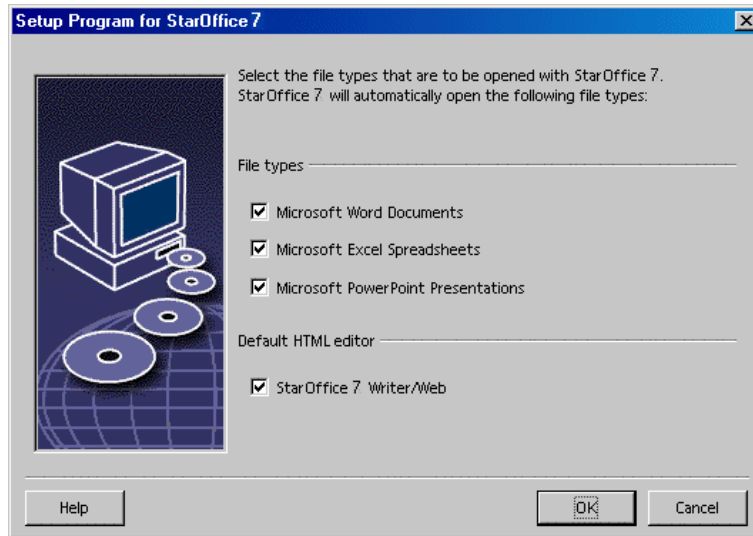 Setup Program for StarOffice 7
Select the file types that are to be opened with StarOffice 7.
StarOffice 7 will automatically open the following file types:
File types
Microsoft Word Documents
Microsoft Excel Spreadsheets
Microsoft PowerPoint Presentations
Default HTML editor
StarOffice 7 Writer/Web
Help
OK
Cancel